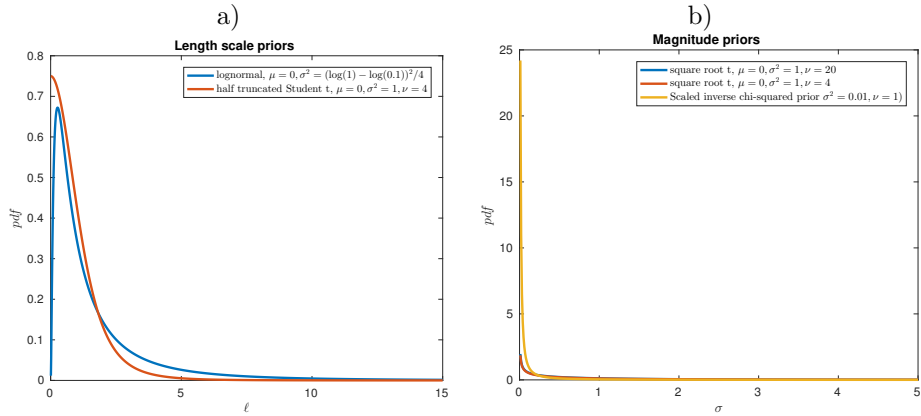 a)
Length scale priors
0.8
0.7
0.6
0.5
0.4
0.3
0.2
0.1
0
pdf
lognormal, μ = 0, σ² = (log(1) − log(0.1))²/4
half truncated Student t, μ = 0, σ² = 1, ν = 4
0 5 10 15
ℓ
b)
Magnitude priors
25
20
15
10
5
0
pdf
square root t, μ = 0, σ² = 1, ν = 20
square root t, μ = 0, σ² = 1, ν = 4
Scaled inverse chi-squared prior σ² = 0.01, ν = 1)
0 1 2 3 4 5
σ